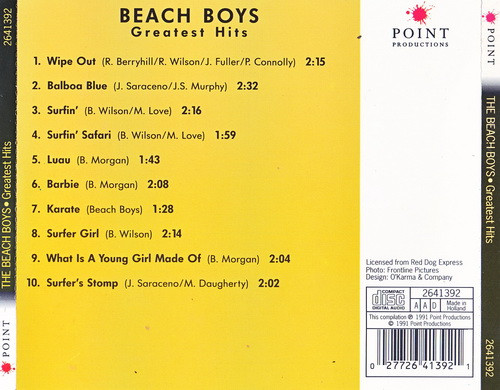 2641392
THE BEACH BOYS • Greatest Hits
POINT
BEACH BOYS
Greatest Hits
1. Wipe Out (R. Berryhill/R. Wilson/J. Fuller/P. Connolly) 2:15
2. Balboa Blue (J. Saraceno/J.S. Murphy) 2:32
3. Surfin' (B. Wilson/M. Love) 2:16
4. Surfin' Safari (B. Wilson/M. Love) 1:59
5. Luau (B. Morgan) 1:43
6. Barbie (B. Morgan) 2:08
7. Karate (Beach Boys) 1:28
8. Surfer Girl (B. Wilson) 2:14
9. What Is A Young Girl Made Of (B. Morgan) 2:04
10. Surfer's Stomp (J. Saraceno/M. Daugherty) 2:02
POINT
PRODUCTIONS
Licensed from Red Dog Express
Photo: Frontline Pictures
Design: O'Karma & Company
COMPACT
disc
DIGITAL AUDIO
2641392
A A D
Made in
Holland
This compilation ℗ 1991 Point Productions
© 1991 Point Productions
0 27726 41392 1
POINT
THE BEACH BOYS • Greatest Hits
2641392